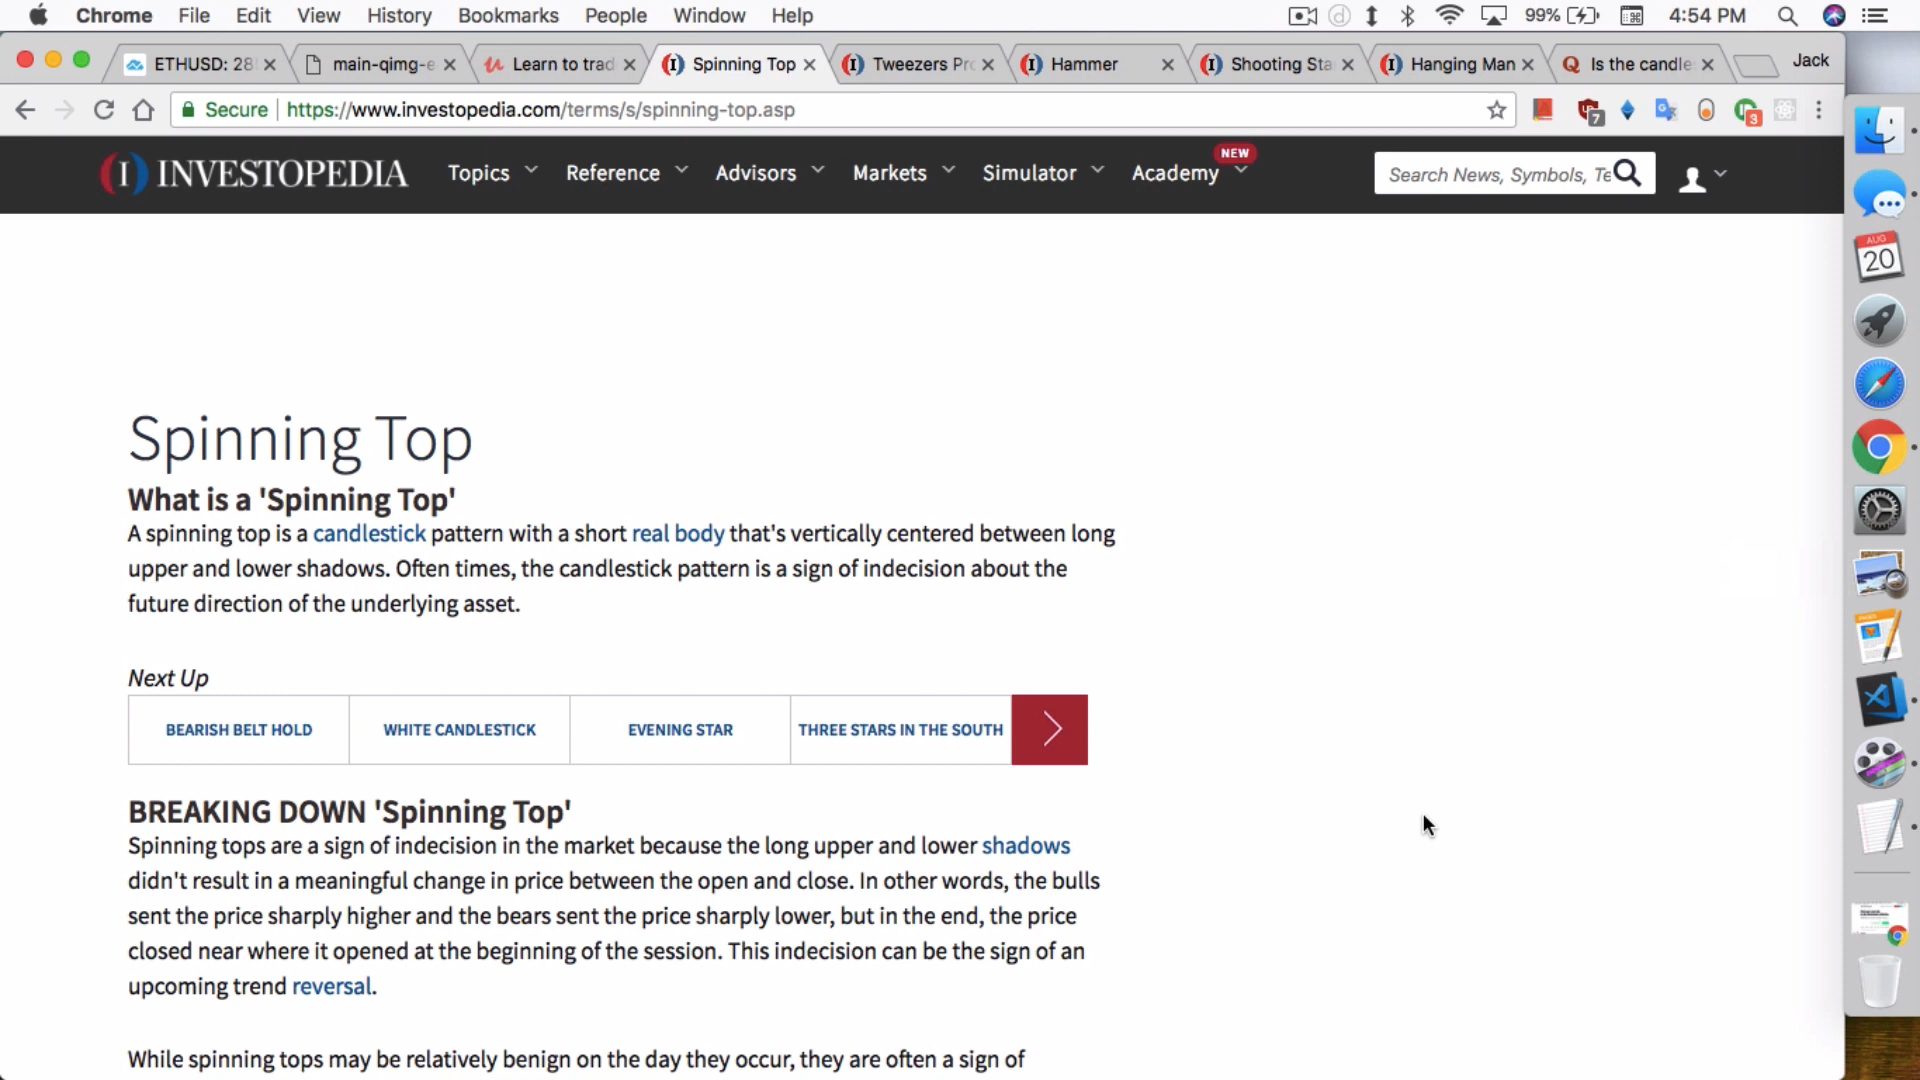 Chrome File Edit View History Bookmarks People Window Help 99% 4:54 PM
ETHUSD: 28 main-qimg-e Learn to trad Spinning Top Tweezers Pro Hammer Shooting Sta Hanging Man Is the candle Jack
Secure https://www.investopedia.com/terms/s/spinning-top.asp 7 3
INVESTOPEDIA Topics Reference Advisors Markets Simulator Academy NEW Search News, Symbols, Te
AUG
20
Spinning Top
What is a 'Spinning Top'
A spinning top is a candlestick pattern with a short real body that's vertically centered between long
upper and lower shadows. Often times, the candlestick pattern is a sign of indecision about the
future direction of the underlying asset.
Next Up
BEARISH BELT HOLD WHITE CANDLESTICK EVENING STAR THREE STARS IN THE SOUTH
BREAKING DOWN 'Spinning Top'
Spinning tops are a sign of indecision in the market because the long upper and lower shadows
didn't result in a meaningful change in price between the open and close. In other words, the bulls
sent the price sharply higher and the bears sent the price sharply lower, but in the end, the price
closed near where it opened at the beginning of the session. This indecision can be the sign of an
upcoming trend reversal.
While spinning tops may be relatively benign on the day they occur, they are often a sign of